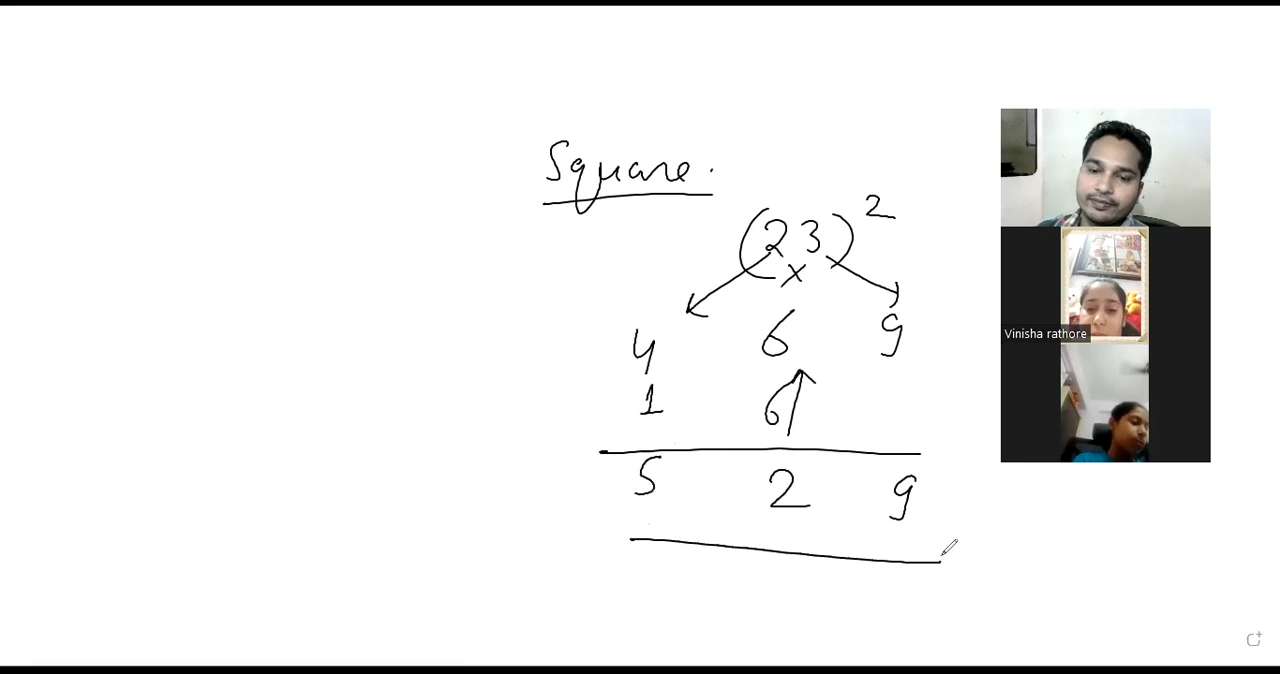 Square.
(23)²
×
4 6 9
1 6
5 2 9
Vinisha rathore